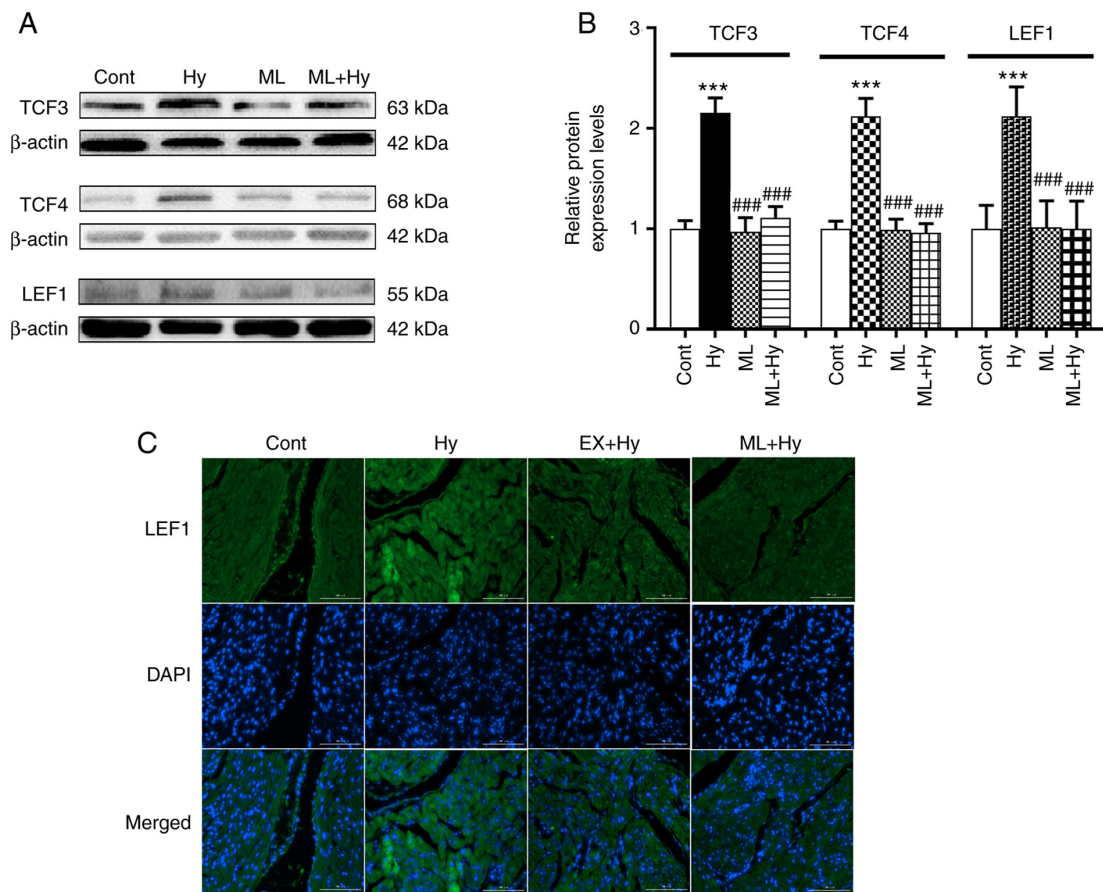 A
Cont Hy ML ML+Hy
TCF3 63 kDa
β-actin 42 kDa
TCF4 68 kDa
β-actin 42 kDa
LEF1 55 kDa
β-actin 42 kDa
B
TCF3 TCF4 LEF1
Relative protein
expression levels
3
2
1
0
*** *** ***
### ### ### ### ### ###
Cont Hy ML ML+Hy Cont Hy ML ML+Hy Cont Hy ML ML+Hy
C
Cont Hy EX+Hy ML+Hy
LEF1
DAPI
Merged